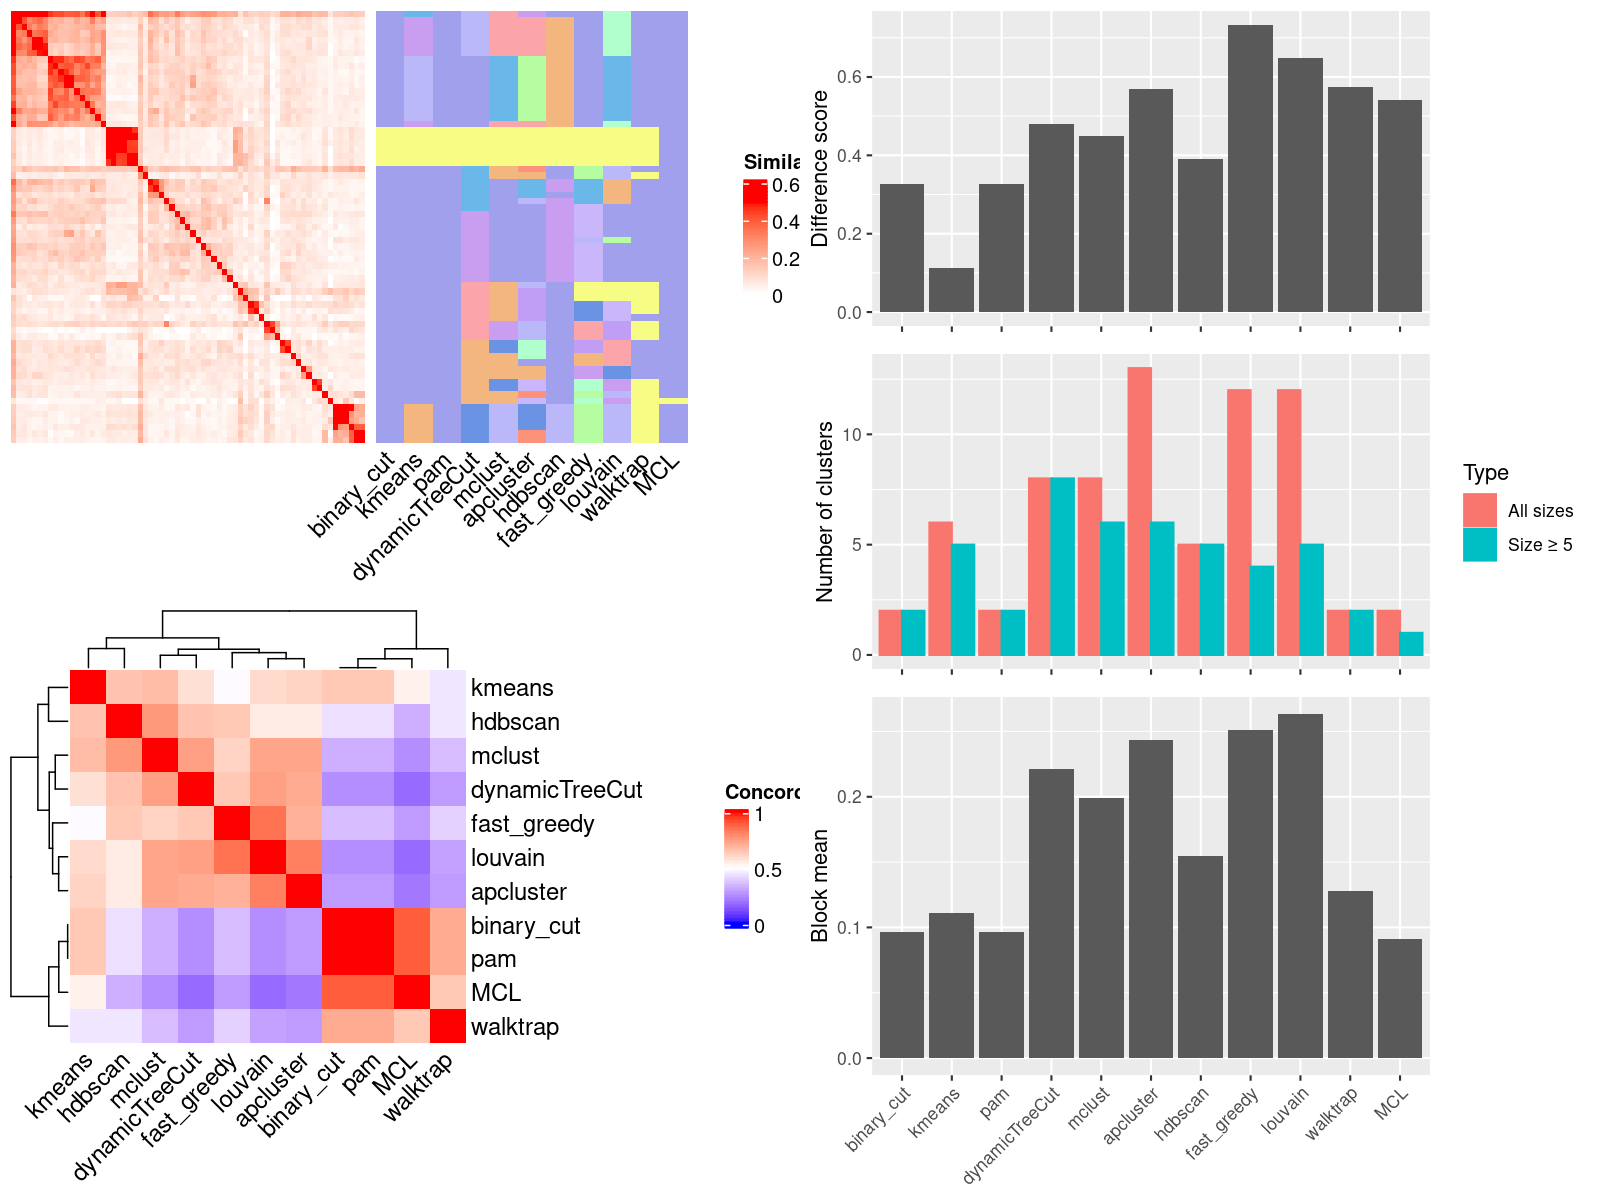 Simila
0.6
0.4
0.2
0
binary_cut
kmeans
pam
dynamicTreeCut
mclust
apcluster
hdbscan
fast_greedy
louvain
walktrap
MCL
kmeans
hdbscan
mclust
dynamicTreeCut
fast_greedy
louvain
apcluster
binary_cut
pam
MCL
walktrap
Concord
1
0.5
0
kmeans
hdbscan
mclust
dynamicTreeCut
fast_greedy
louvain
apcluster
binary_cut
pam
MCL
walktrap
Difference score
0.6
0.4
0.2
0.0
Number of clusters
10
5
0
Type
All sizes
Size ≥ 5
Block mean
0.2
0.1
0.0
binary_cut
kmeans
pam
dynamicTreeCut
mclust
apcluster
hdbscan
fast_greedy
louvain
walktrap
MCL